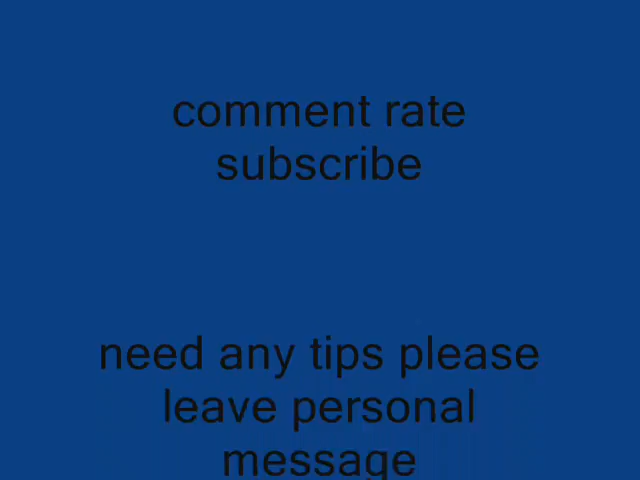 comment rate
subscribe
need any tips please
leave personal
message